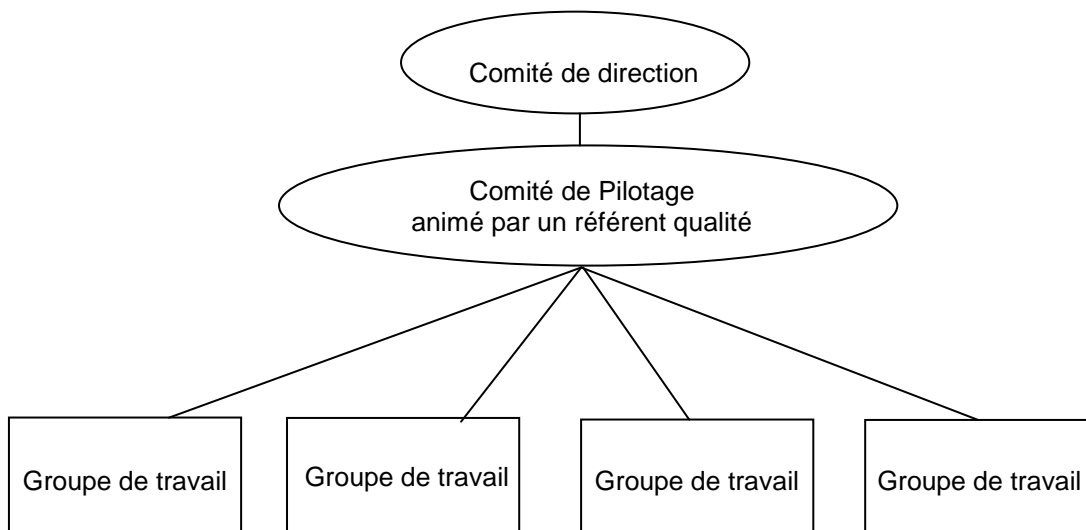 Comité de direction
Comité de Pilotage
animé par un référent qualité
Groupe de travail
Groupe de travail
Groupe de travail
Groupe de travail